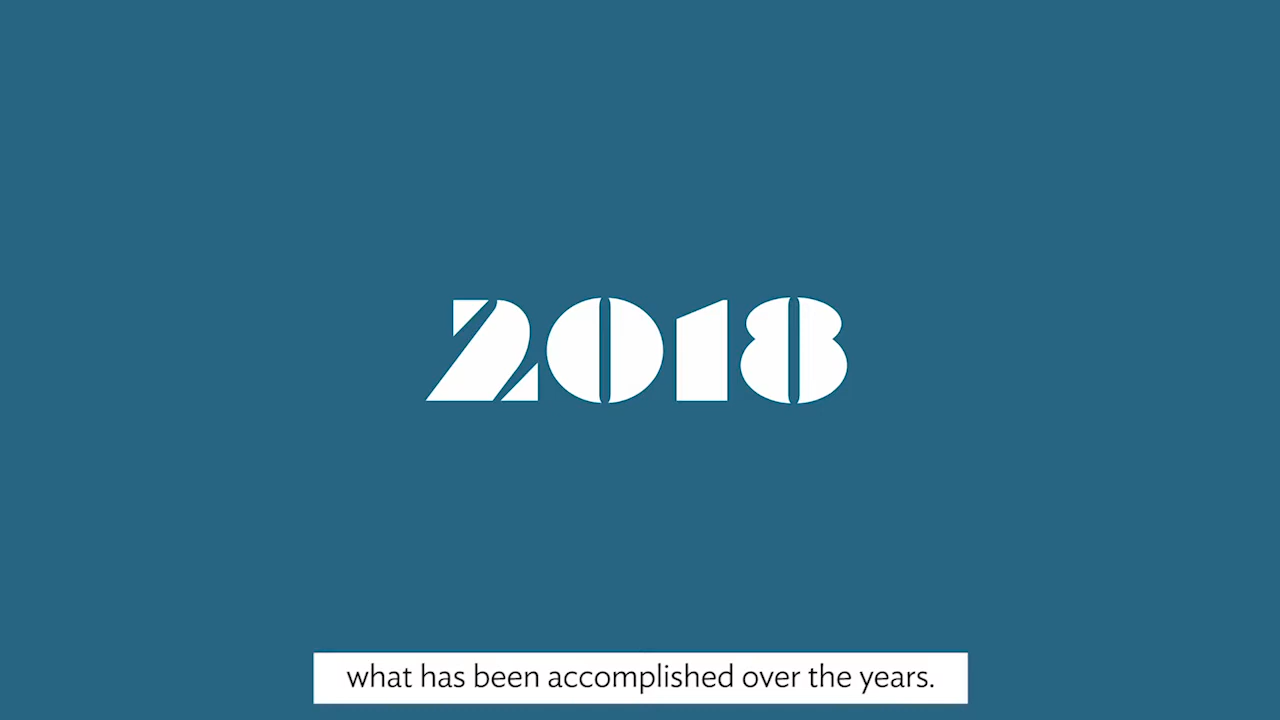 2018
what has been accomplished over the years.